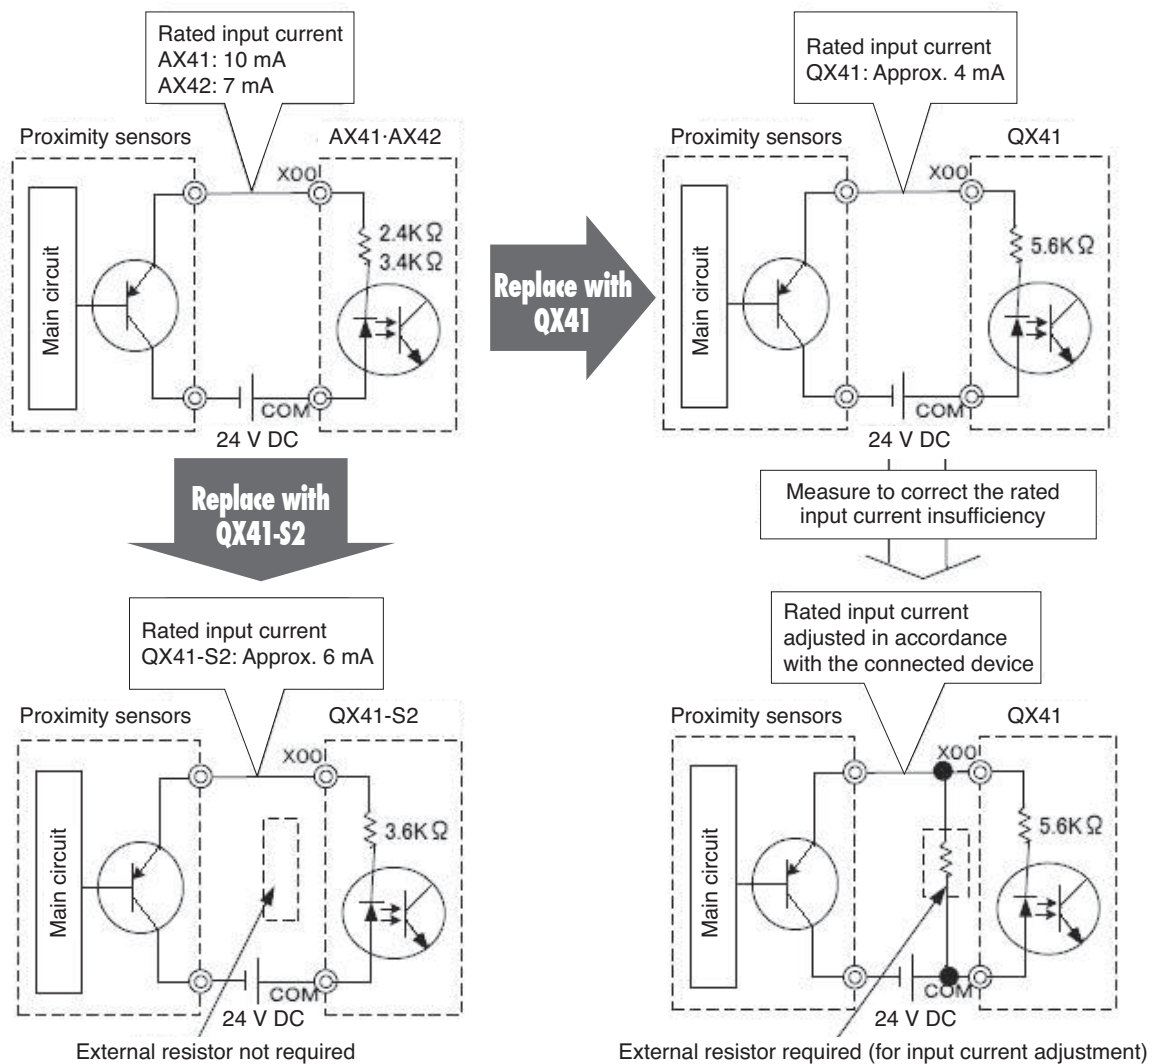 Rated input current
AX41: 10 mA
AX42: 7 mA
Proximity sensors
AX41·AX42
X00
Main circuit
2.4KΩ
3.4KΩ
COM
24 V DC
Replace with
QX41
Rated input current
QX41: Approx. 4 mA
Proximity sensors
QX41
X00
Main circuit
5.6KΩ
COM
24 V DC
Replace with
QX41-S2
Measure to correct the rated
input current insufficiency
Rated input current
QX41-S2: Approx. 6 mA
Proximity sensors
QX41-S2
X00
Main circuit
3.6KΩ
COM
24 V DC
External resistor not required
Rated input current
adjusted in accordance
with the connected device
Proximity sensors
QX41
X00
Main circuit
5.6KΩ
COM
24 V DC
External resistor required (for input current adjustment)